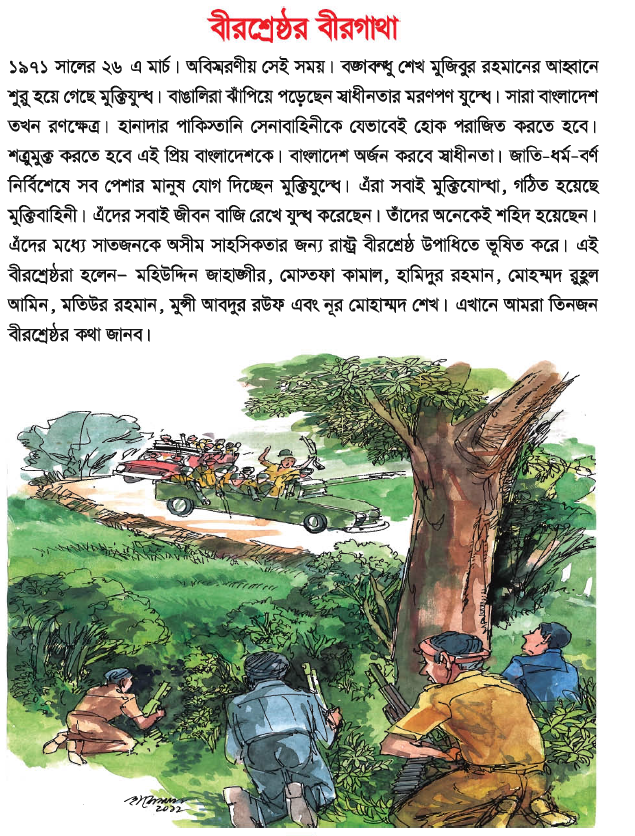 বীরশ্রেষ্ঠর বীরগাথা
১৯৭১ সালের ২৬ এ মার্চ। অবিস্মরণীয় সেই সময়। বঙ্গবন্ধু শেখ মুজিবুর রহমানের আহ্বানে
শুরু হয়ে গেছে মুক্তিযুদ্ধ। বাঙালিরা ঝাঁপিয়ে পড়েছেন স্বাধীনতার মরণপণ যুদ্ধে। সারা বাংলাদেশ
তখন রণক্ষেত্র। হানাদার পাকিস্তানি সেনাবাহিনীকে যেভাবেই হোক পরাজিত করতে হবে।
শত্রুমুক্ত করতে হবে এই প্রিয় বাংলাদেশকে। বাংলাদেশ অর্জন করবে স্বাধীনতা। জাতি-ধর্ম-বর্ণ
নির্বিশেষে সব পেশার মানুষ যোগ দিচ্ছেন মুক্তিযুদ্ধে। এঁরা সবাই মুক্তিযোদ্ধা, গঠিত হয়েছে
মুক্তিবাহিনী। এঁদের সবাই জীবন বাজি রেখে যুদ্ধ করেছেন। তাঁদের অনেকেই শহিদ হয়েছেন।
এঁদের মধ্যে সাতজনকে অসীম সাহসিকতার জন্য রাষ্ট্র বীরশ্রেষ্ঠ উপাধিতে ভূষিত করে। এই
বীরশ্রেষ্ঠরা হলেন– মহিউদ্দিন জাহাঙ্গীর, মোস্তফা কামাল, হামিদুর রহমান, মোহম্মদ রুহুল
আমিন, মতিউর রহমান, মুন্সী আবদুর রউফ এবং নূর মোহাম্মদ শেখ। এখানে আমরা তিনজন
বীরশ্রেষ্ঠর কথা জানব।